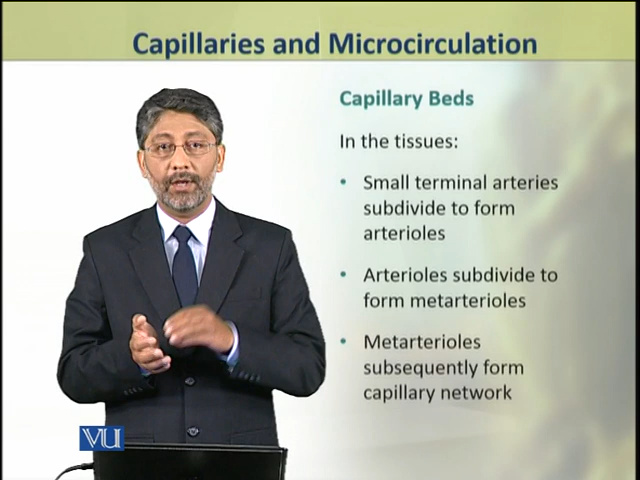 Capillaries and Microcirculation
Capillary Beds
In the tissues:
• Small terminal arteries
subdivide to form
arterioles
• Arterioles subdivide to
form metarterioles
• Metarterioles
subsequently form
capillary network
VU